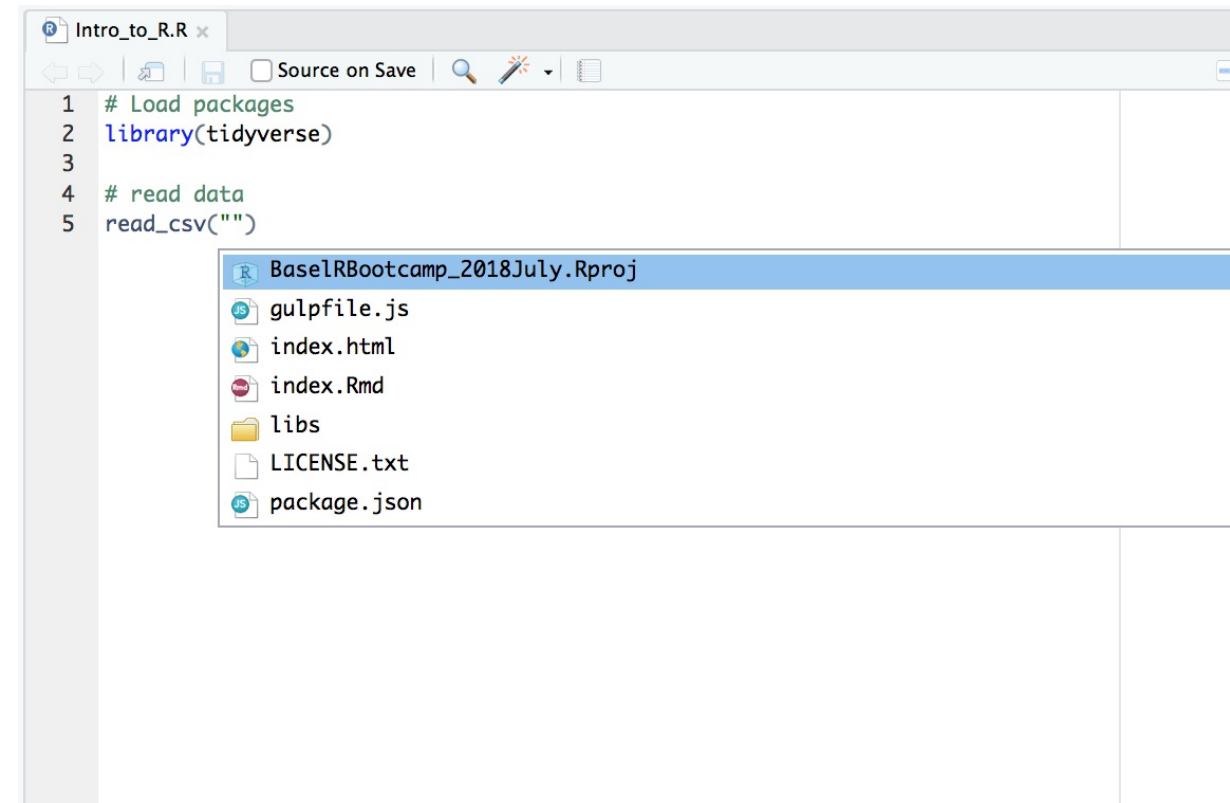 Intro_to_R.R
Source on Save
1 # Load packages
2 library(tidyverse)
3
4 # read data
5 read_csv("")
BaselRBootcamp_2018July.Rproj
gulpfile.js
index.html
index.Rmd
libs
LICENSE.txt
package.json